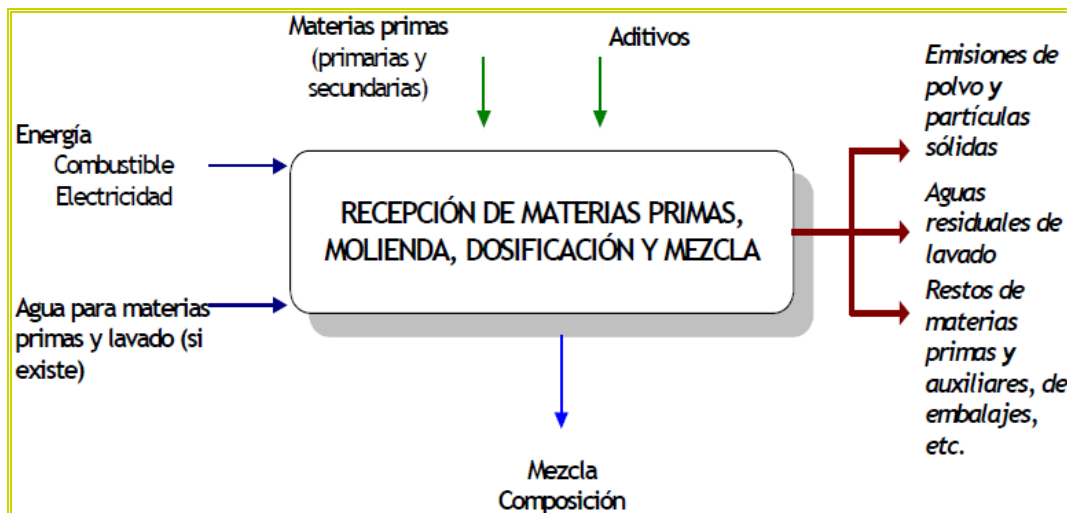 Materias primas
(primarias y
secundarias)
Aditivos
Energía
Combustible
Electricidad
Agua para materias
primas y lavado (si
existe)
RECEPCIÓN DE MATERIAS PRIMAS,
MOLIENDA, DOSIFICACIÓN Y MEZCLA
Emisiones de
polvo y
partículas
sólidas
Aguas
residuales de
lavado
Restos de
materias
primas y
auxiliares, de
embalajes,
etc.
Mezcla
Composición